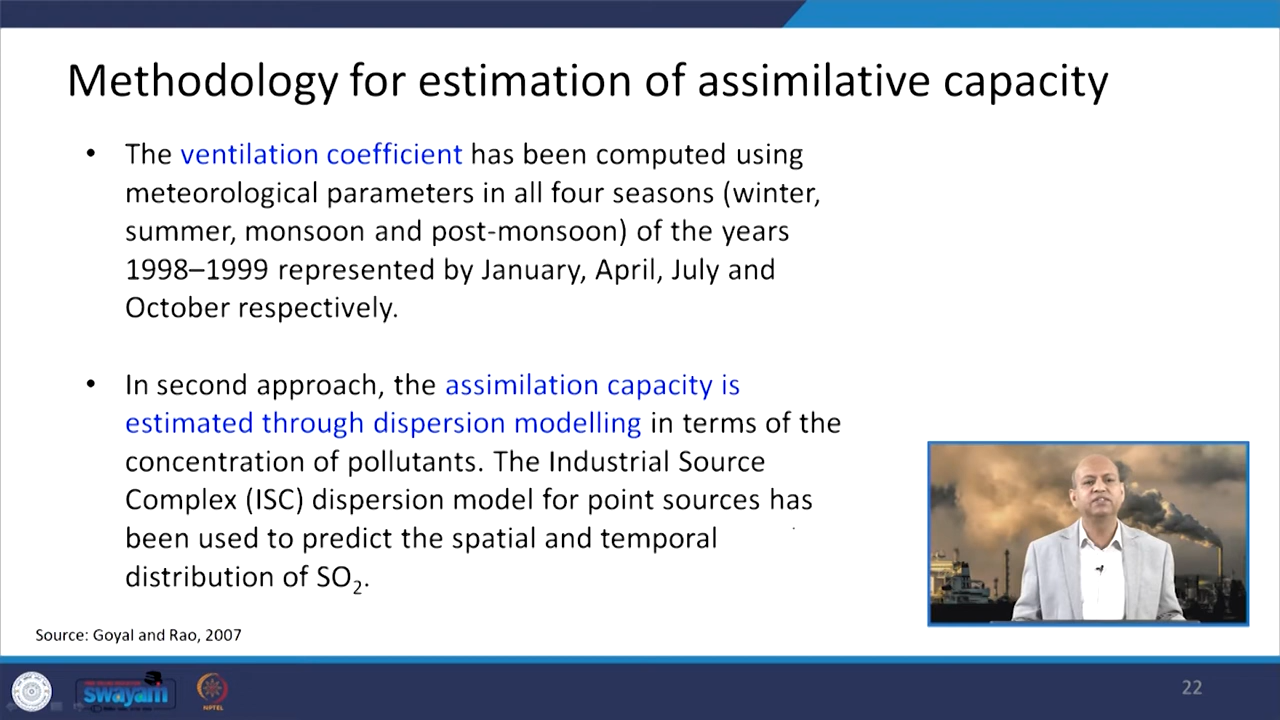 Methodology for estimation of assimilative capacity
• The ventilation coefficient has been computed using
meteorological parameters in all four seasons (winter,
summer, monsoon and post-monsoon) of the years
1998–1999 represented by January, April, July and
October respectively.
• In second approach, the assimilation capacity is
estimated through dispersion modelling in terms of the
concentration of pollutants. The Industrial Source
Complex (ISC) dispersion model for point sources has
been used to predict the spatial and temporal
distribution of SO₂.
Source: Goyal and Rao, 2007
swayam
NPTEL
22